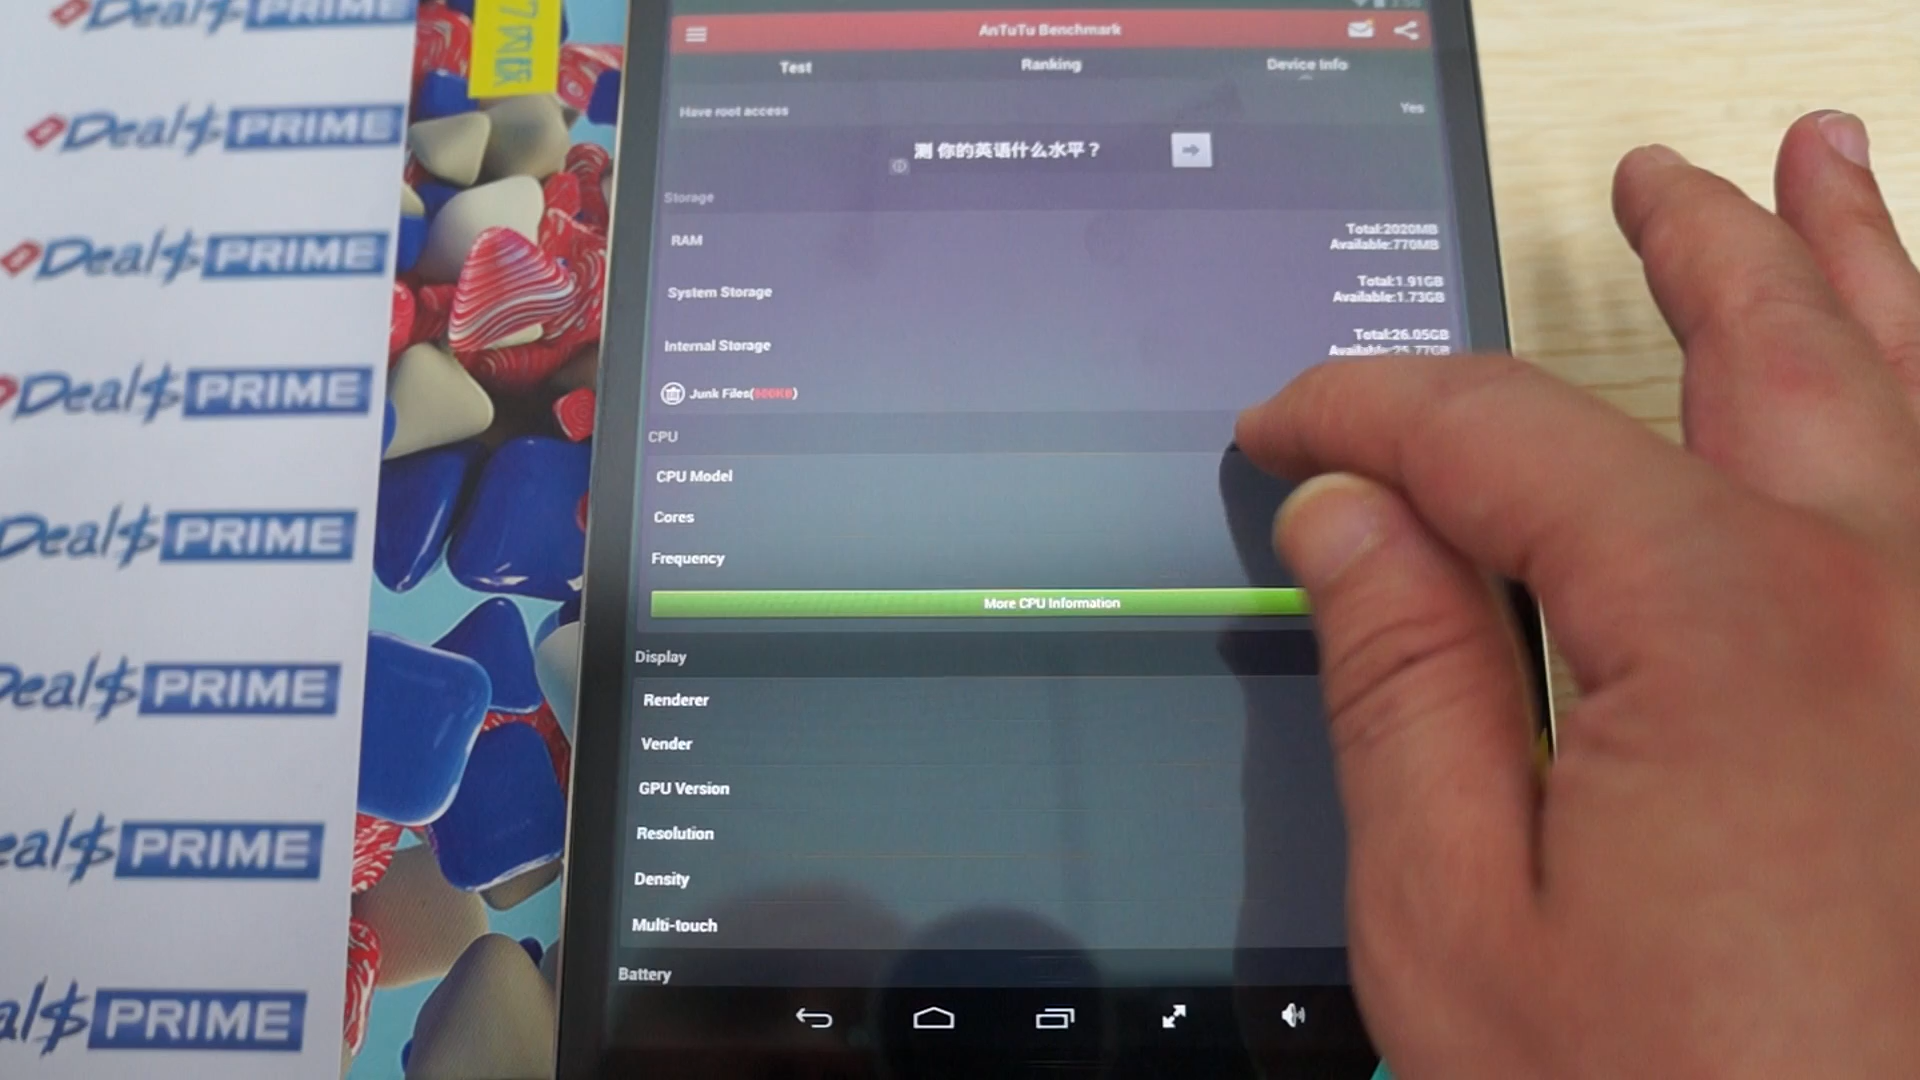 Deal$PRIME
Deal$PRIME
Deal$PRIME
Deal$PRIME
Deal$PRIME
Deal$PRIME
eal$PRIME
al$PRIME
AnTuTu Benchmark
Test
Ranking
Device Info
Have root access
Yes
测 你的英语什么水平？
Storage
RAM
Total:2020MB
Available:770MB
System Storage
Total:1.91GB
Available:1.73GB
Internal Storage
Total:26.05GB
Available:25.77GB
Junk Files(
CPU
CPU Model
Cores
Frequency
More CPU Information
Display
Renderer
Vender
GPU Version
Resolution
Density
Multi-touch
Battery